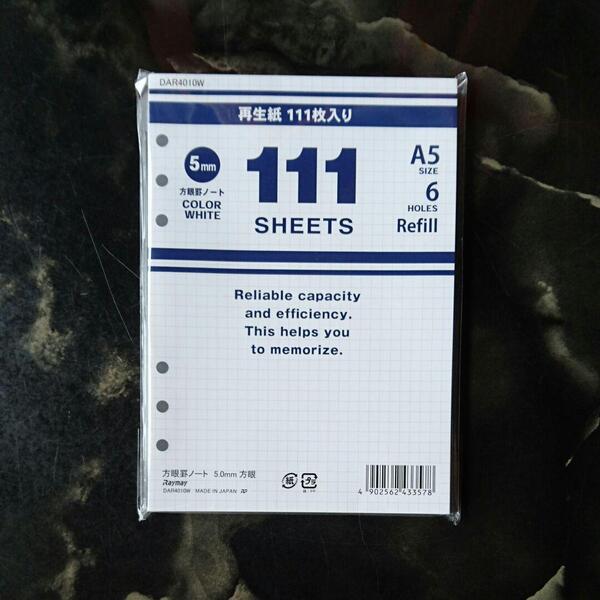 DAR4010W
再生紙 111枚入り
5mm
方眼罫ノート
COLOR
WHITE
111
SHEETS
A5
SIZE
6
HOLES
Refill
Reliable capacity
and efficiency.
This helps you
to memorize.
方眼罫ノート 5.0mm 方眼
Raymay
DAR4010W MADE IN JAPAN
紙
プラ
4 902562 433578